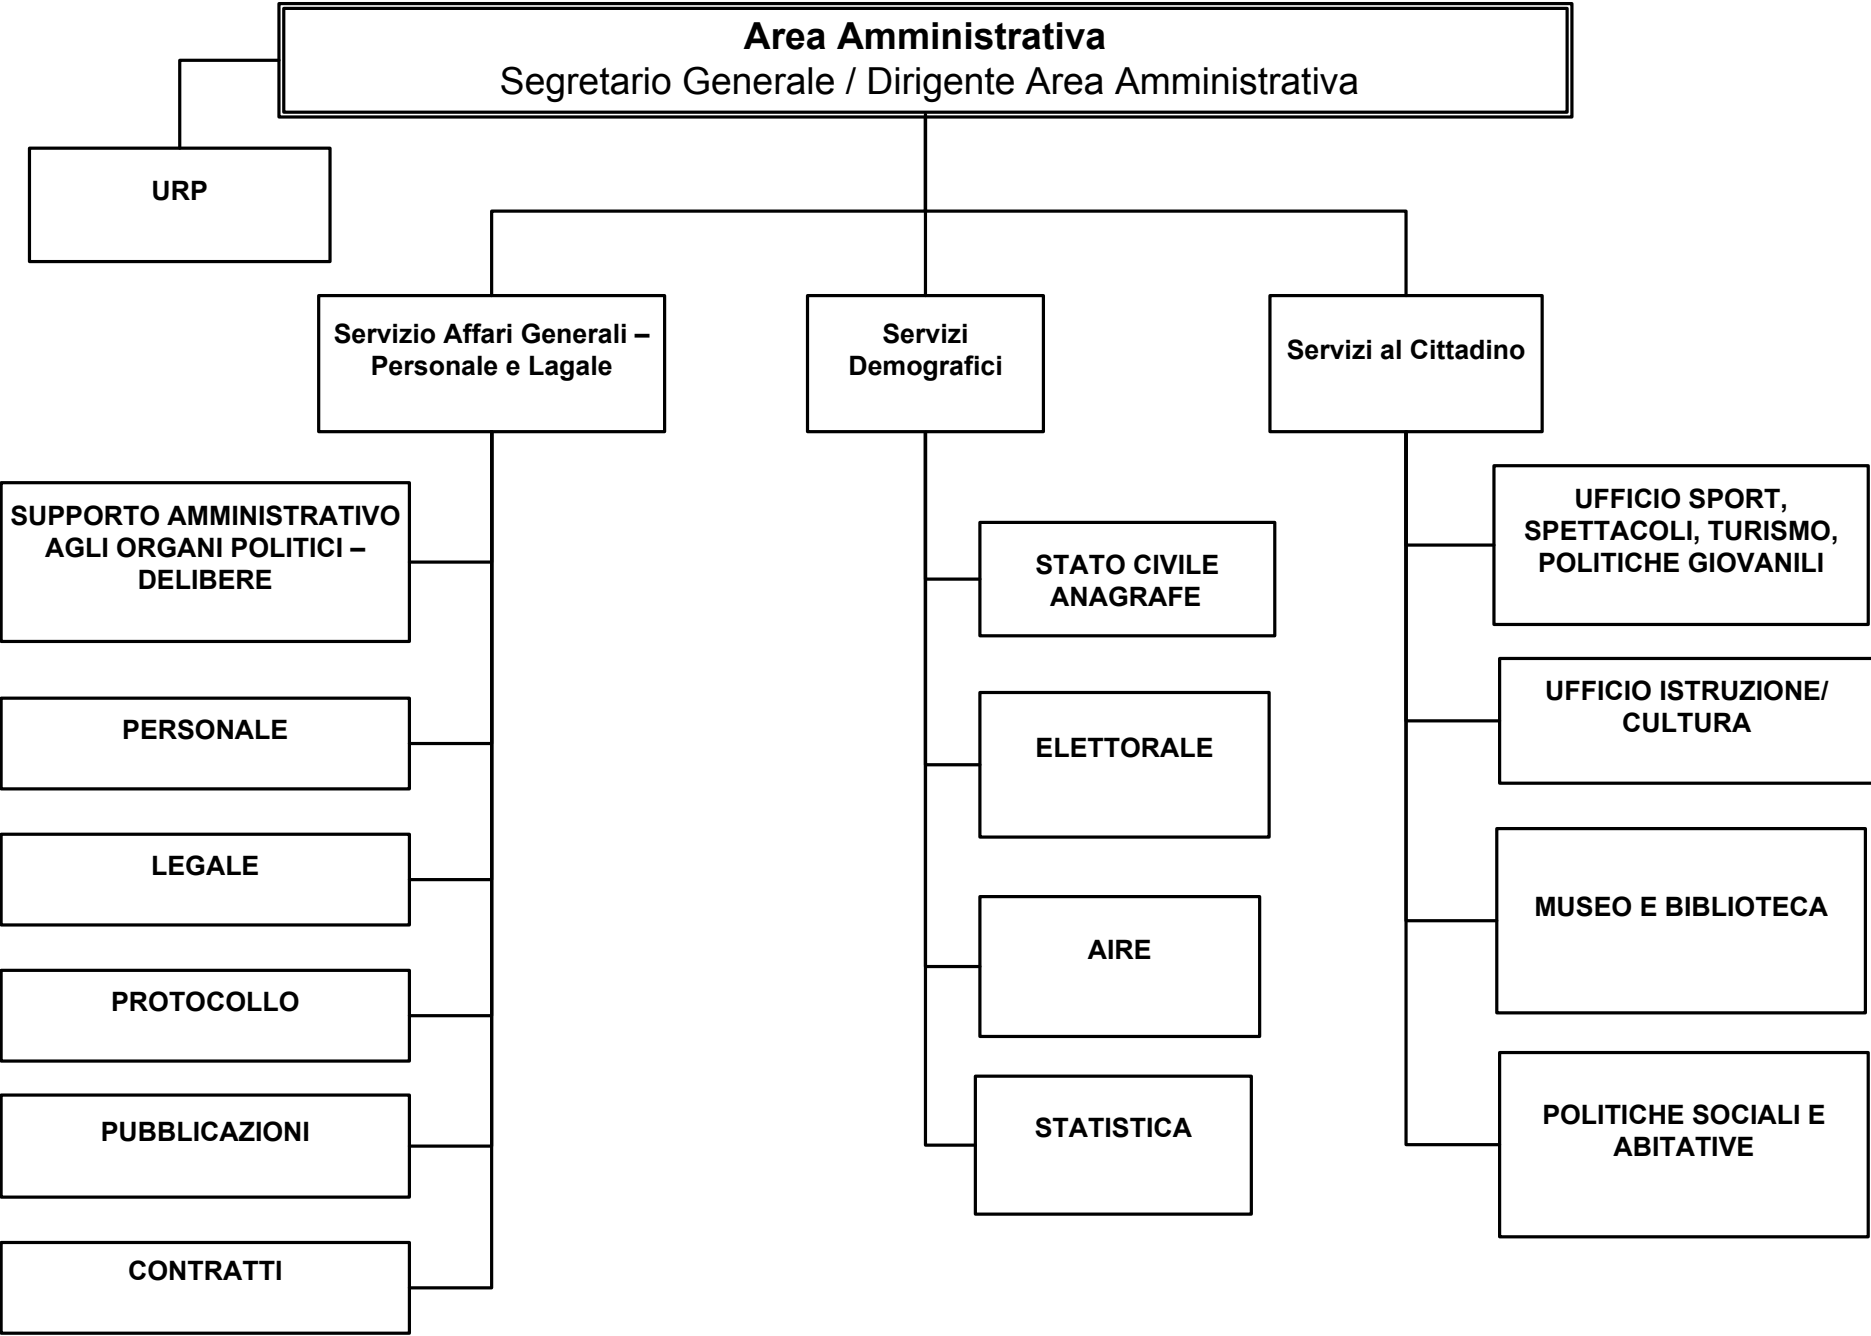 Area Amministrativa
Segretario Generale / Dirigente Area Amministrativa
URP
Servizio Affari Generali –
Personale e Lagale
Servizi
Demografici
Servizi al Cittadino
SUPPORTO AMMINISTRATIVO
AGLI ORGANI POLITICI –
DELIBERE
PERSONALE
LEGALE
PROTOCOLLO
PUBBLICAZIONI
CONTRATTI
STATO CIVILE
ANAGRAFE
ELETTORALE
AIRE
STATISTICA
UFFICIO SPORT,
SPETTACOLI, TURISMO,
POLITICHE GIOVANILI
UFFICIO ISTRUZIONE/
CULTURA
MUSEO E BIBLIOTECA
POLITICHE SOCIALI E
ABITATIVE